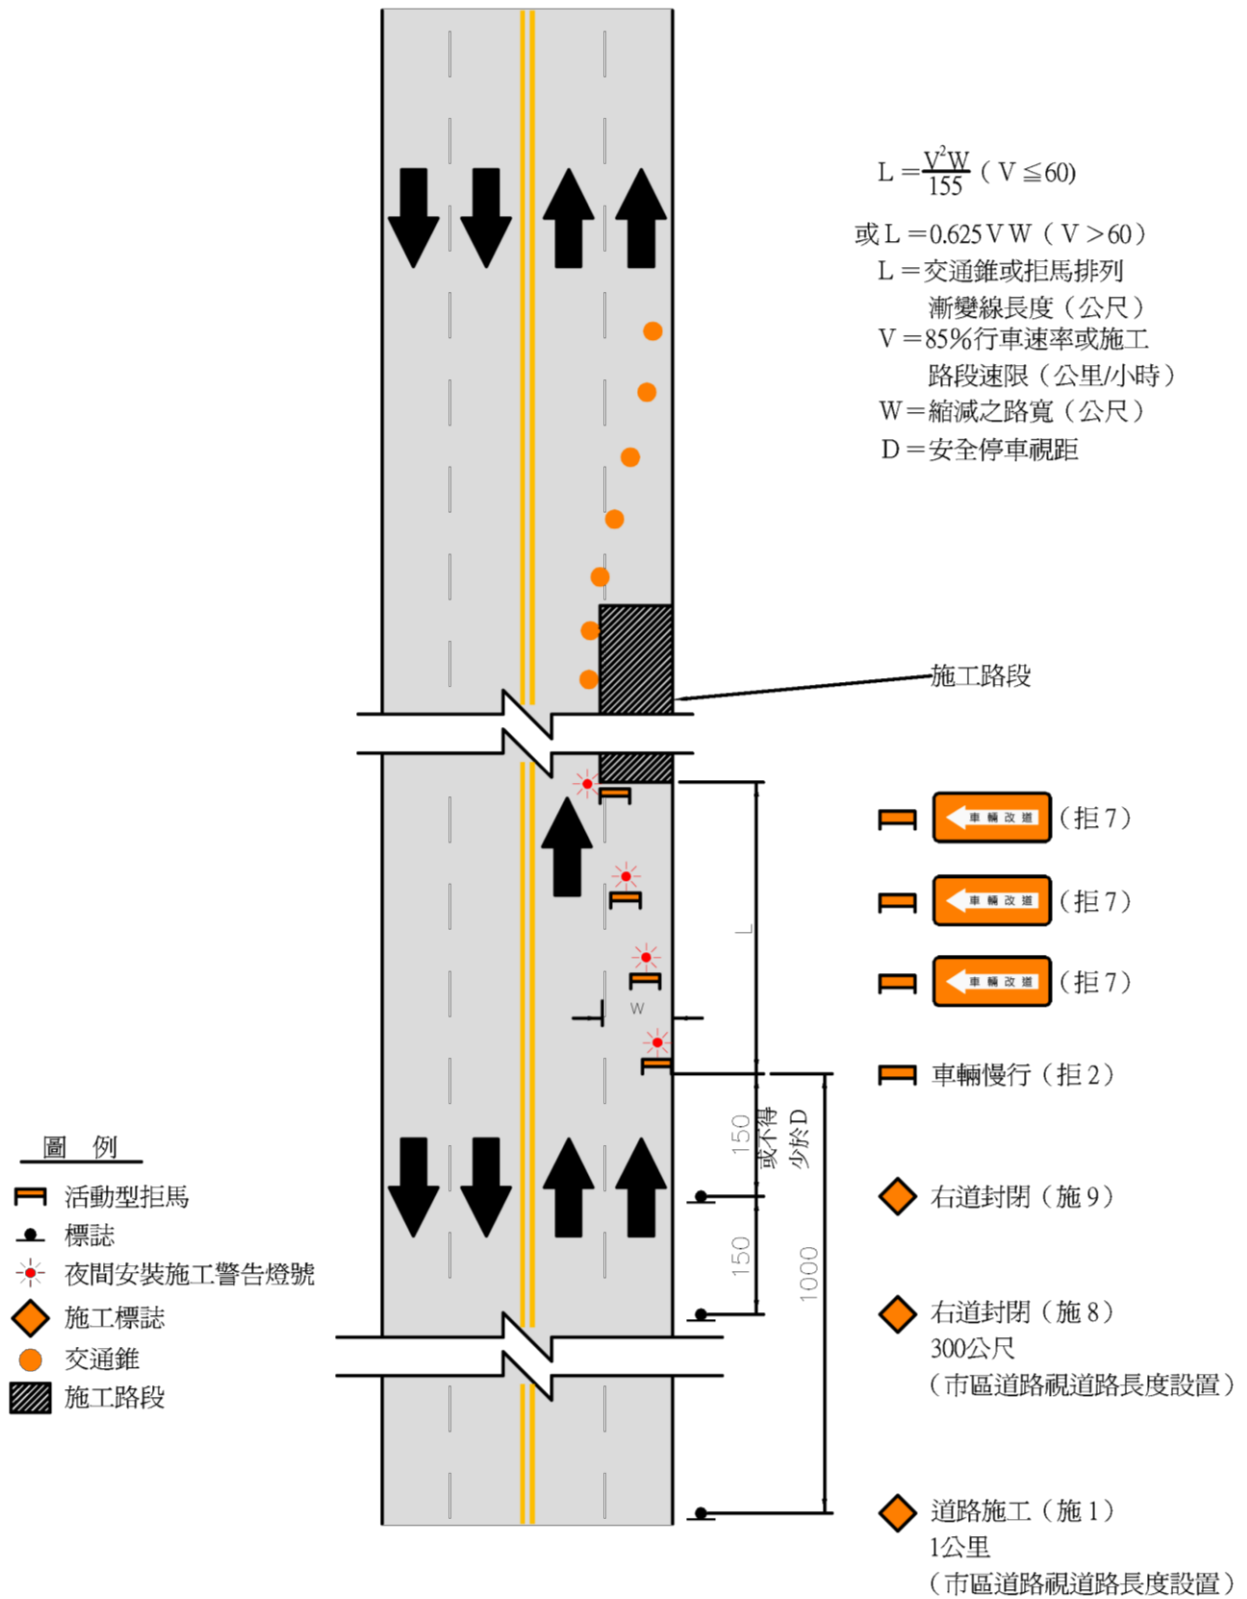 L＝V²W/155（V≦60)
或L＝0.625VW（V＞60）
L＝交通錐或拒馬排列
漸變線長度（公尺）
V＝85%行車速率或施工
路段速限（公里/小時）
W＝縮減之路寬（公尺）
D＝安全停車視距
施工路段
車輛改道
（拒7）
車輛改道
（拒7）
車輛改道
（拒7）
L
W
車輛慢行（拒2）
150
或不得
少於D
右道封閉（施9）
150
1000
右道封閉（施8）
300公尺
（市區道路視道路長度設置）
道路施工（施1）
1公里
（市區道路視道路長度設置）
圖 例
活動型拒馬
標誌
夜間安裝施工警告燈號
施工標誌
交通錐
施工路段